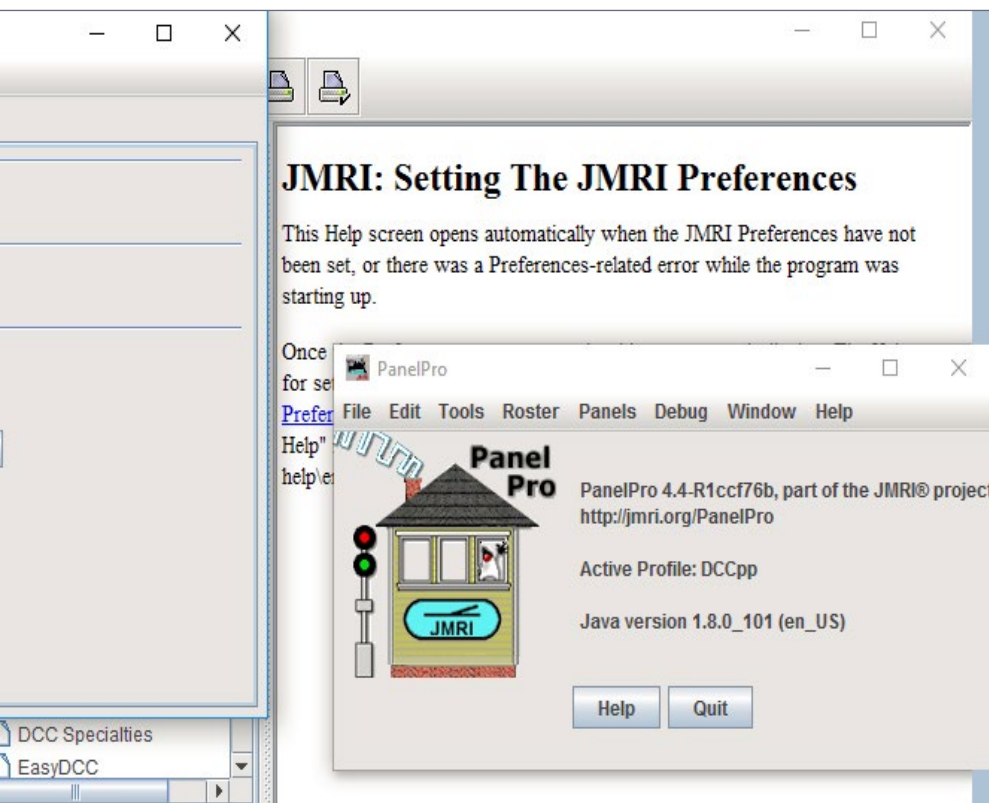 JMRI: Setting The JMRI Preferences
This Help screen opens automatically when the JMRI Preferences have not
been set, or there was a Preferences-related error while the program was
starting up.
Once
for set
Prefer
Help"
help\e
PanelPro
File Edit Tools Roster Panels Debug Window Help
Panel
Pro
JMRI
PanelPro 4.4-R1ccf76b, part of the JMRI® project
http://jmri.org/PanelPro
Active Profile: DCCpp
Java version 1.8.0_101 (en_US)
Help Quit
DCC Specialties
EasyDCC